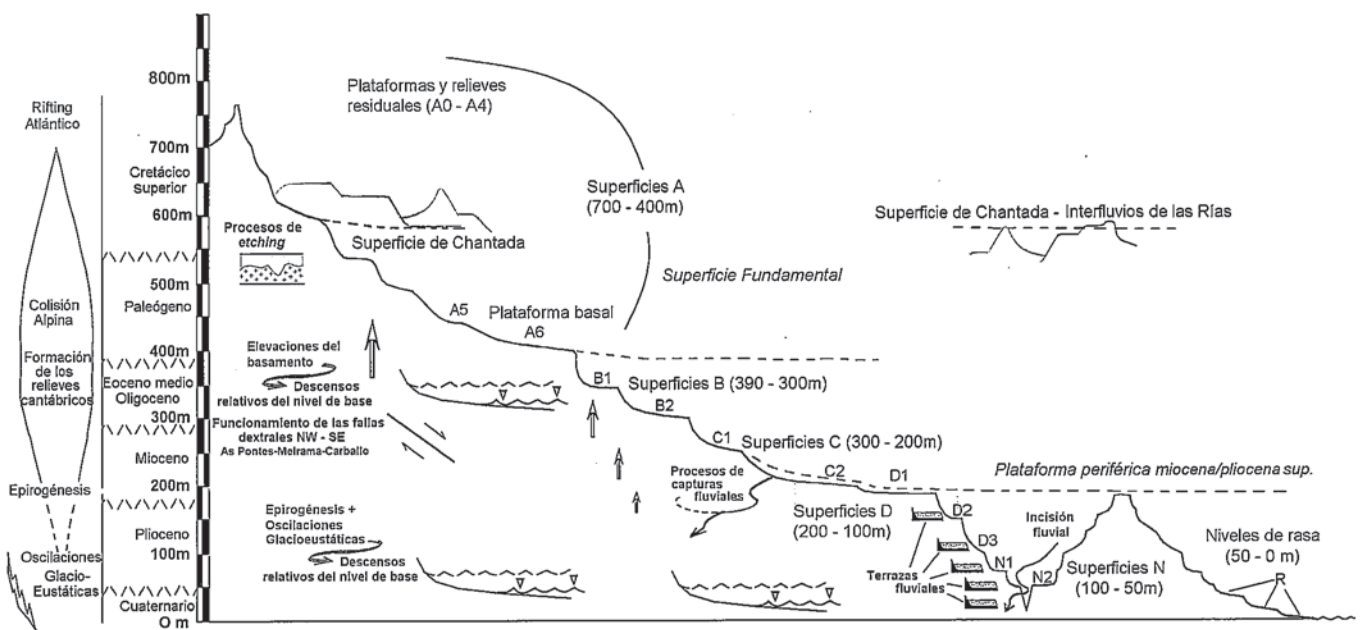 Rifting
Atlántico
Colisión
Alpina
Formación
de los
relieves
cantábricos
Epirogénesis
Oscilaciones
Glacio-
Eustáticas
Cretácico
superior
Paleógeno
Eoceno medio
Oligoceno
Mioceno
Plioceno
Cuaternario
800m
700m
600m
500m
400m
300m
200m
100m
0 m
Plataformas y relieves
residuales (A0 - A4)
Superficies A
(700 - 400m)
Superficie de Chantada - Interfluvios de las Rías
Procesos de
etching
Superficie de Chantada
Superficie Fundamental
A5
Plataforma basal
A6
Elevaciones del
basamento
Descensos
relativos del nivel de base
B1
Superficies B (390 - 300m)
B2
Funcionamiento de las fallas
dextrales NW - SE
As Pontes-Meirama-Carballo
C1
Superficies C (300 - 200m)
C2
D1
Plataforma periférica miocena/pliocena sup.
Procesos de
capturas
fluviales
Epirogénesis +
Oscilaciones
Glacioeustáticas
Descensos
relativos del nivel de base
Superficies D
(200 - 100m)
D2
D3
N1
N2
Incisión
fluvial
Terrazas
fluviales
Superficies N
(100 - 50m)
Niveles de rasa
(50 - 0 m)
R